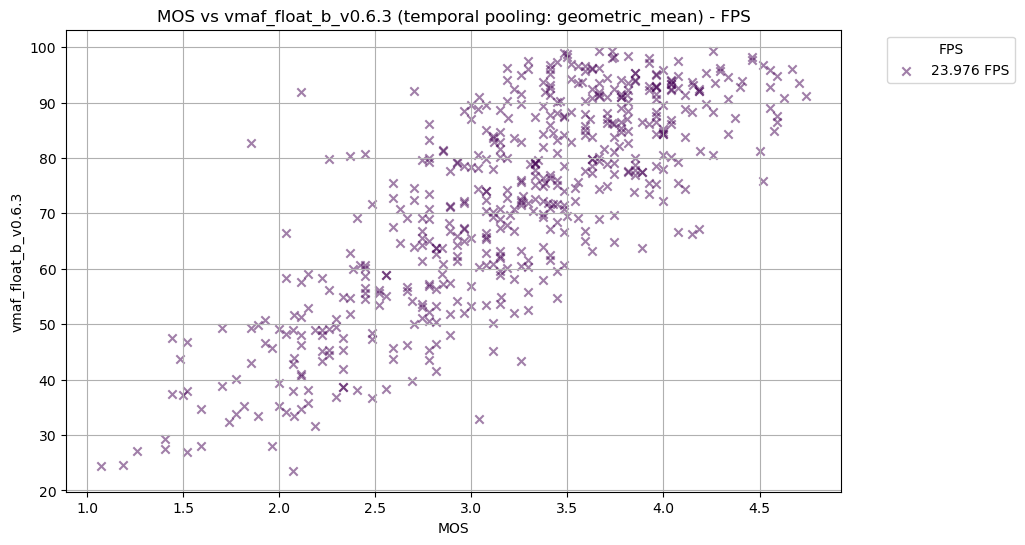 MOS vs vmaf_float_b_v0.6.3 (temporal pooling: geometric_mean) - FPS
FPS
23.976 FPS
100
90
80
70
60
50
40
30
20
vmaf_float_b_v0.6.3
1.0 1.5 2.0 2.5 3.0 3.5 4.0 4.5
MOS